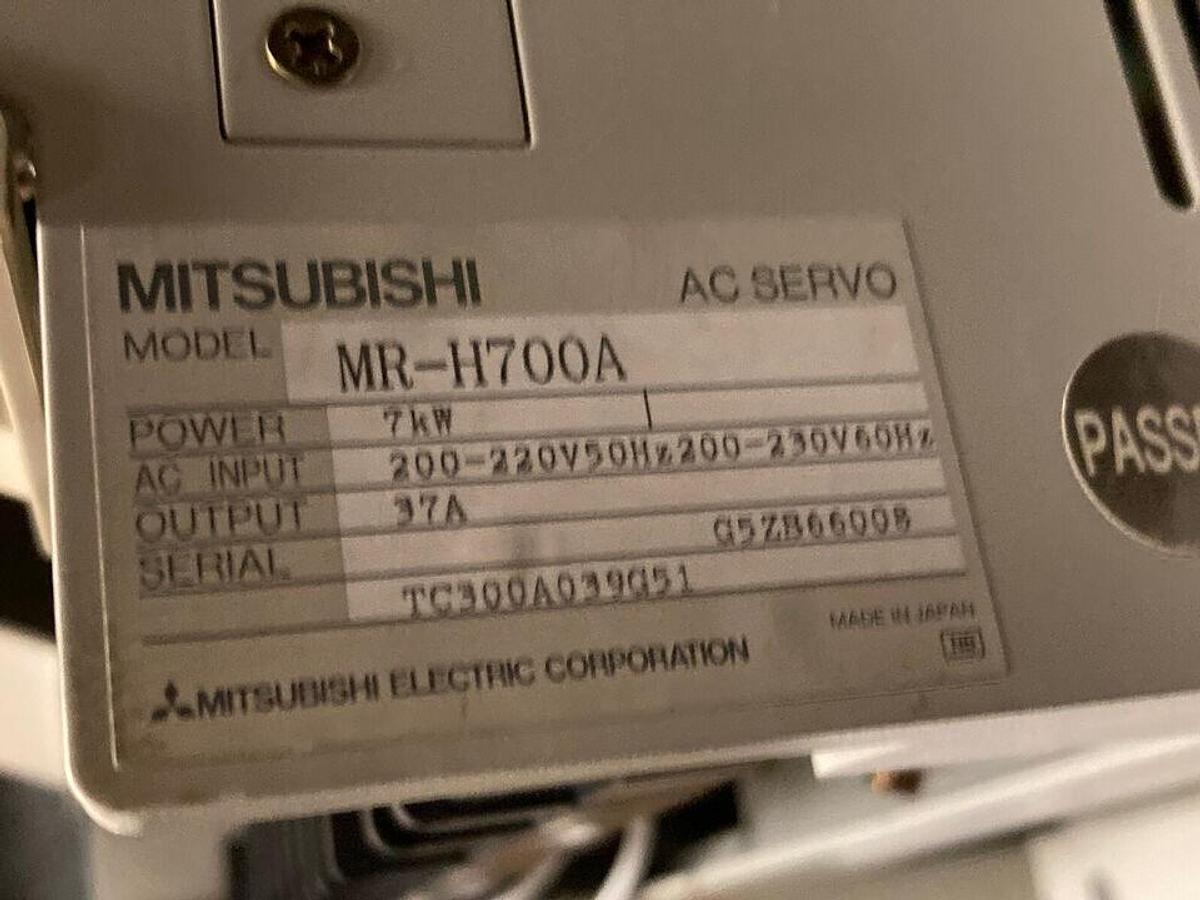 MITSUBISHI AC SERVO
MODEL MR-H700A
POWER 7kW
AC INPUT 200-220V50Hz200-230V60Hz
OUTPUT 37A
SERIAL G5ZB66008
TC300A039G51
MADE IN JAPAN
MITSUBISHI ELECTRIC CORPORATION
PASS